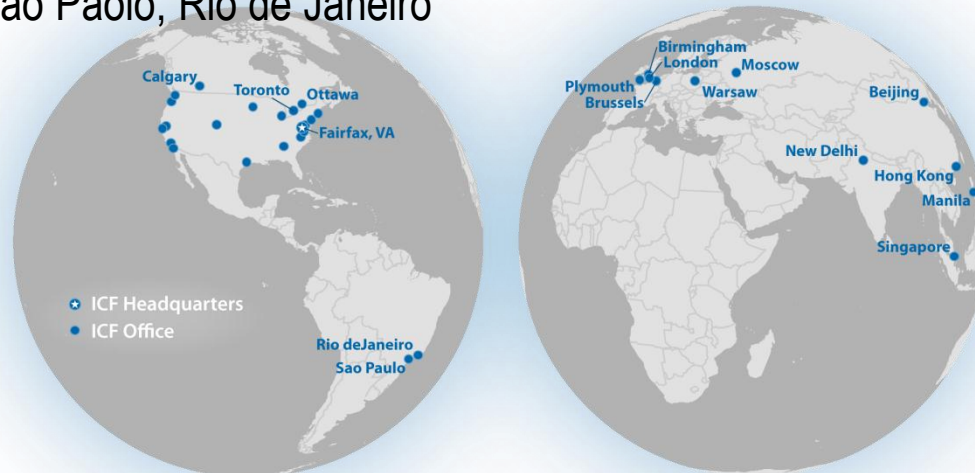 ao Paolo, Rio de Janeiro
Calgary
Toronto
Ottawa
Fairfax, VA
ICF Headquarters
ICF Office
Rio deJaneiro
Sao Paulo
Birmingham
London
Moscow
Plymouth
Brussels
Warsaw
Beijing
New Delhi
Hong Kong
Manila
Singapore